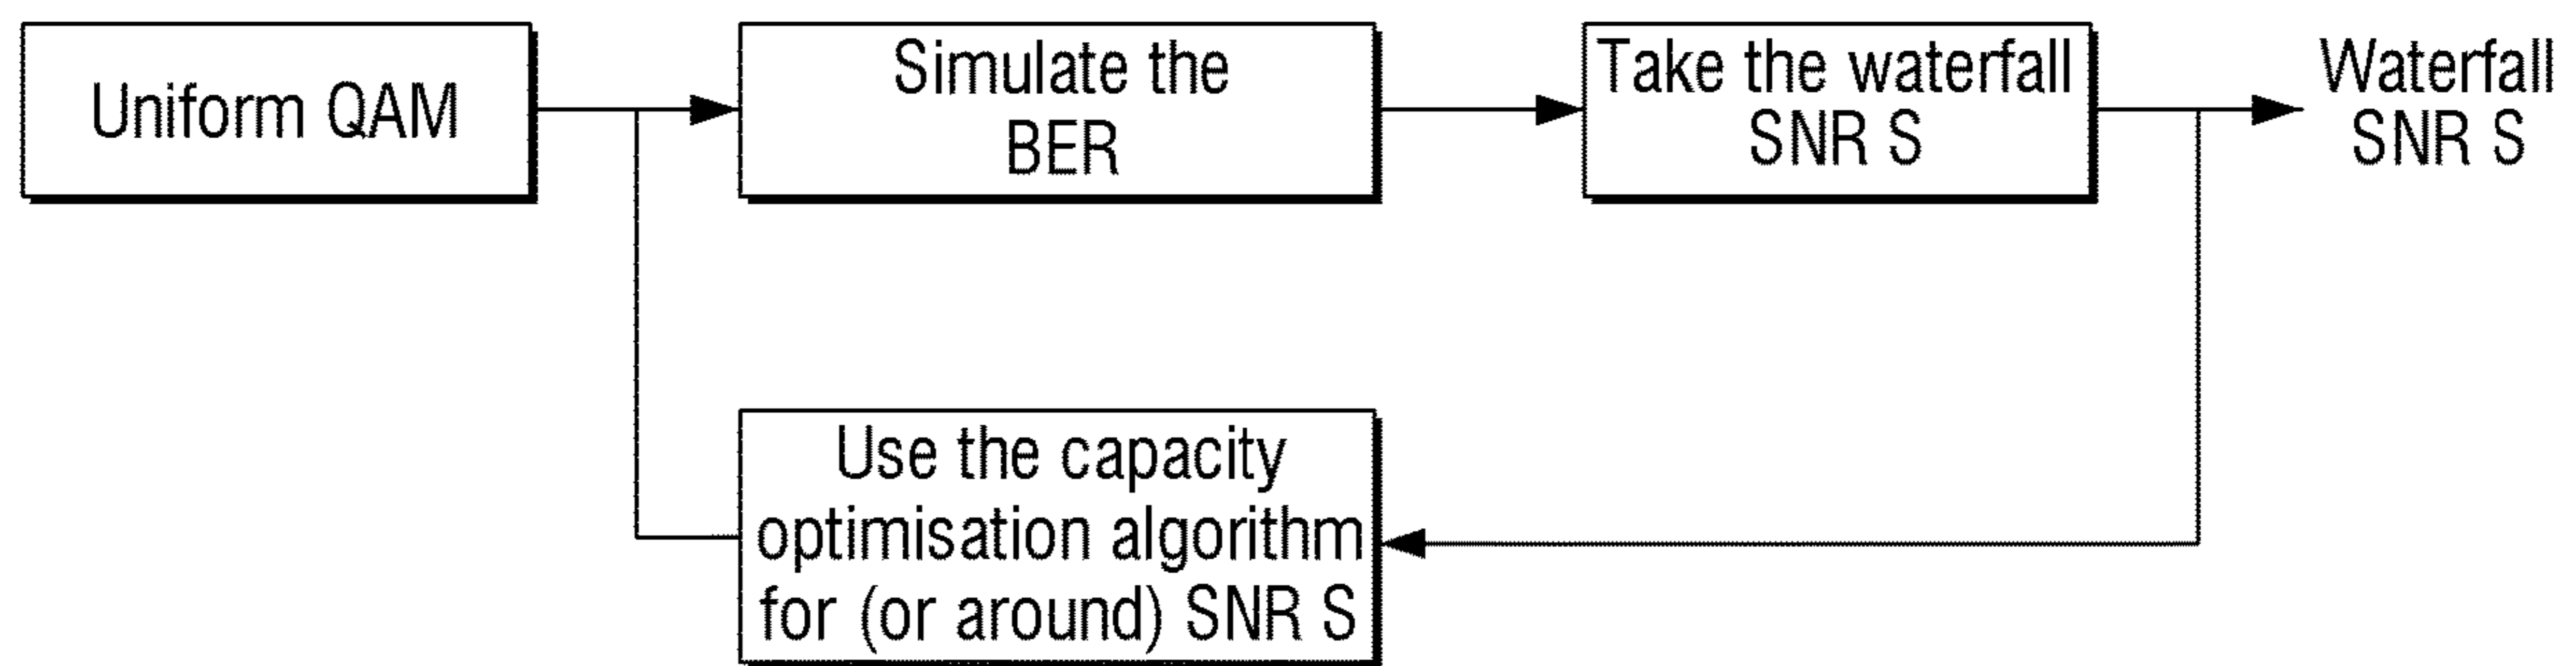 Uniform QAM
Simulate the
BER
Take the waterfall
SNR S
Waterfall
SNR S
Use the capacity
optimisation algorithm
for (or around) SNR S